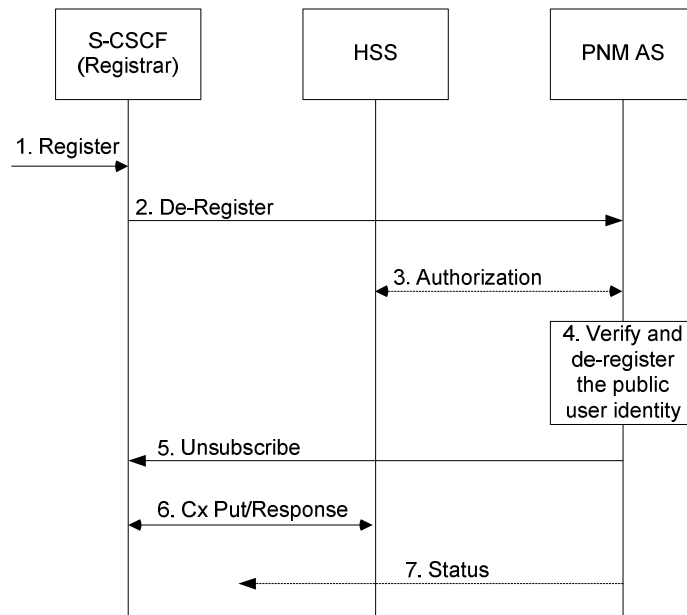 S-CSCF
(Registrar)
HSS
PNM AS
1. Register
2. De-Register
3. Authorization
4. Verify and
de-register
the public
user identity
5. Unsubscribe
6. Cx Put/Response
7. Status